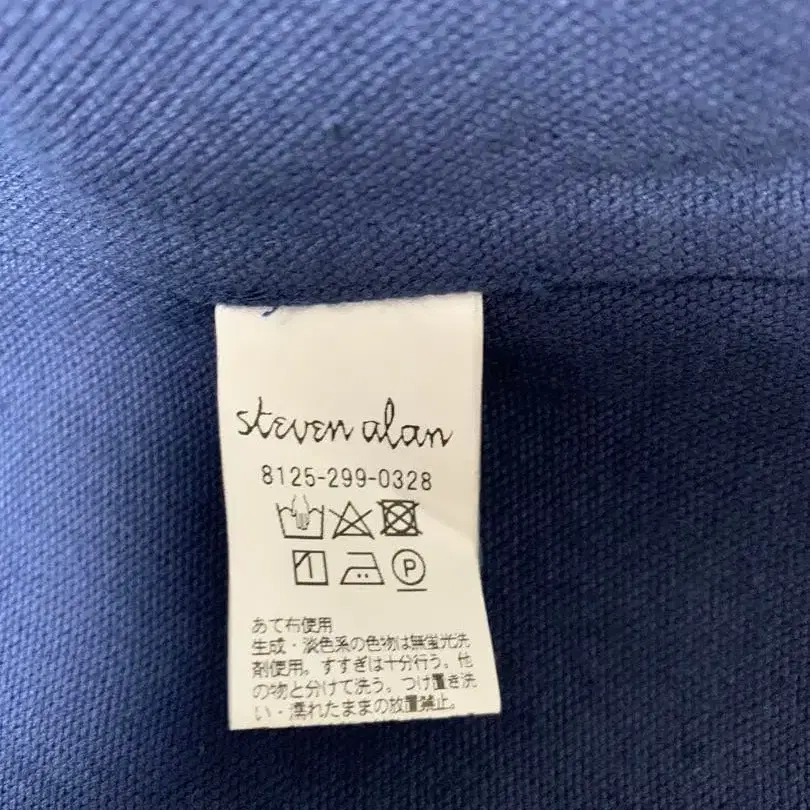 steven alan
8125-299-0328
P
あて布使用
生成・淡色系の色物は無蛍光洗
剤使用。すすぎは十分行う。他
の物と分けて洗う。つけ置き洗
い・濡れたままの放置禁止。